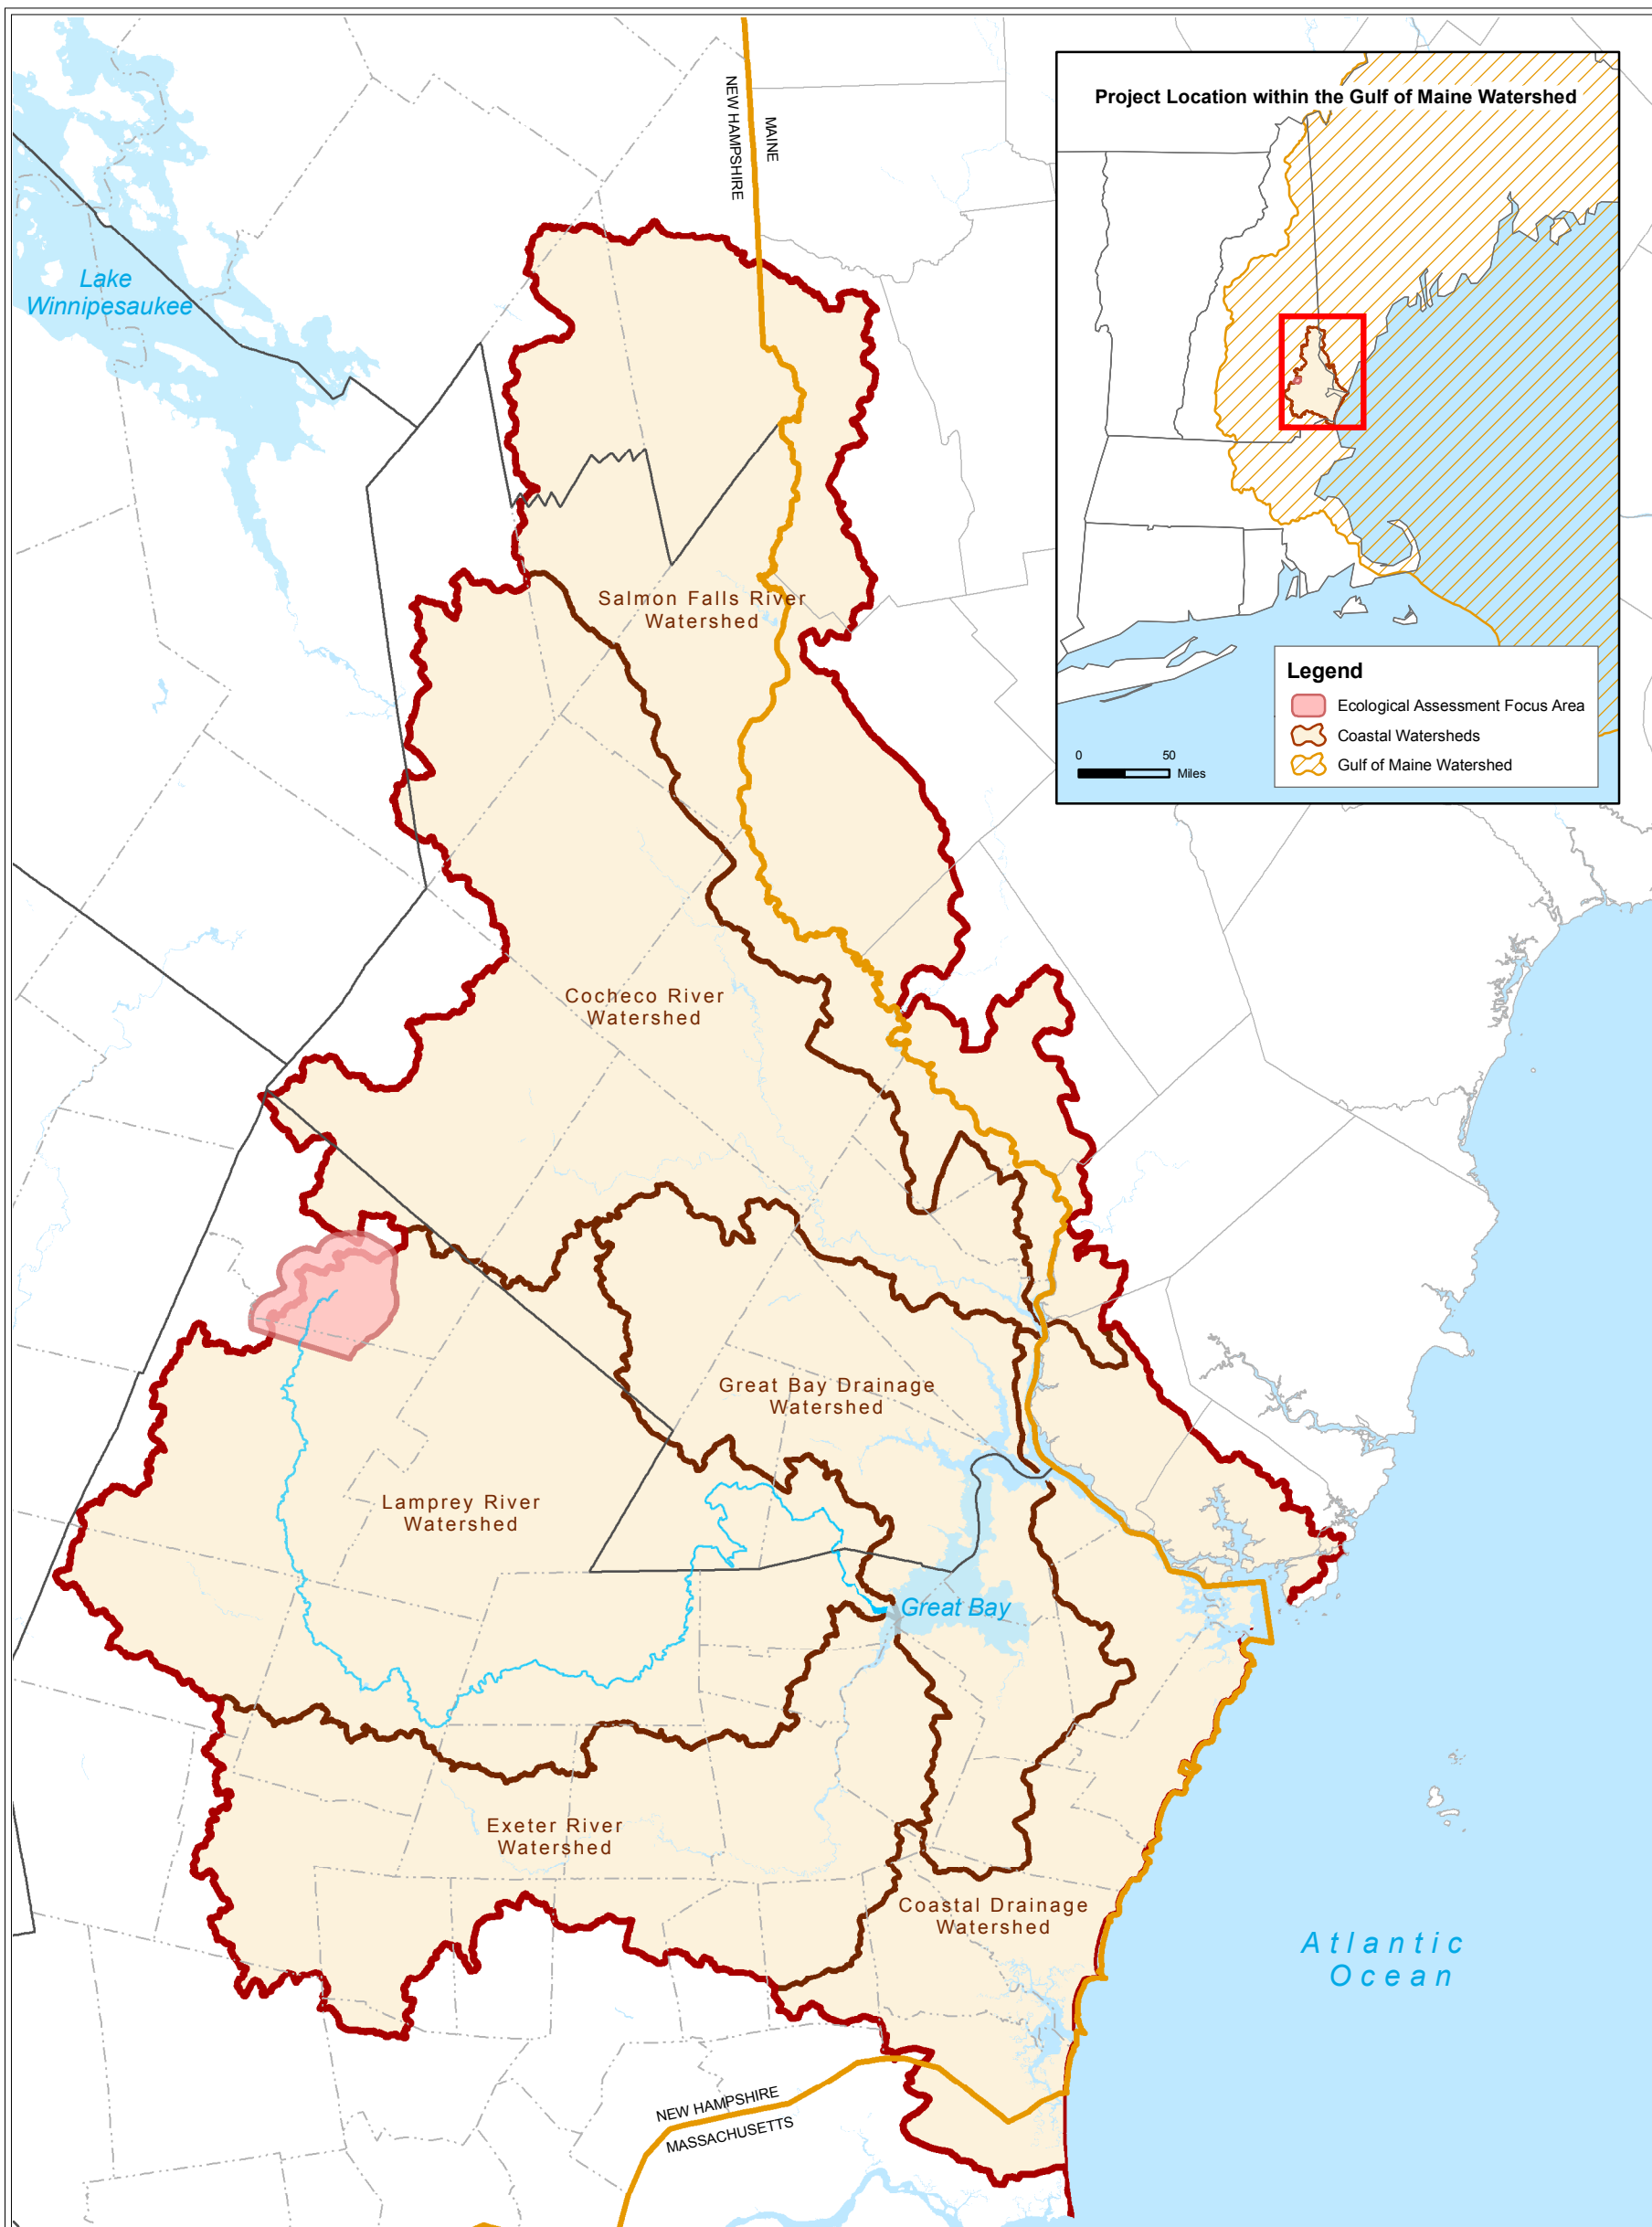 Project Location within the Gulf of Maine Watershed
NEW HAMPSHIRE
MAINE
Lake
Winnipesaukee
Legend
Ecological Assessment Focus Area
Coastal Watersheds
Gulf of Maine Watershed
0 50
Miles
Salmon Falls River
Watershed
Cocheco River
Watershed
Great Bay Drainage
Watershed
Lamprey River
Watershed
Great Bay
Exeter River
Watershed
Coastal Drainage
Watershed
Atlantic
Ocean
NEW HAMPSHIRE
MASSACHUSETTS